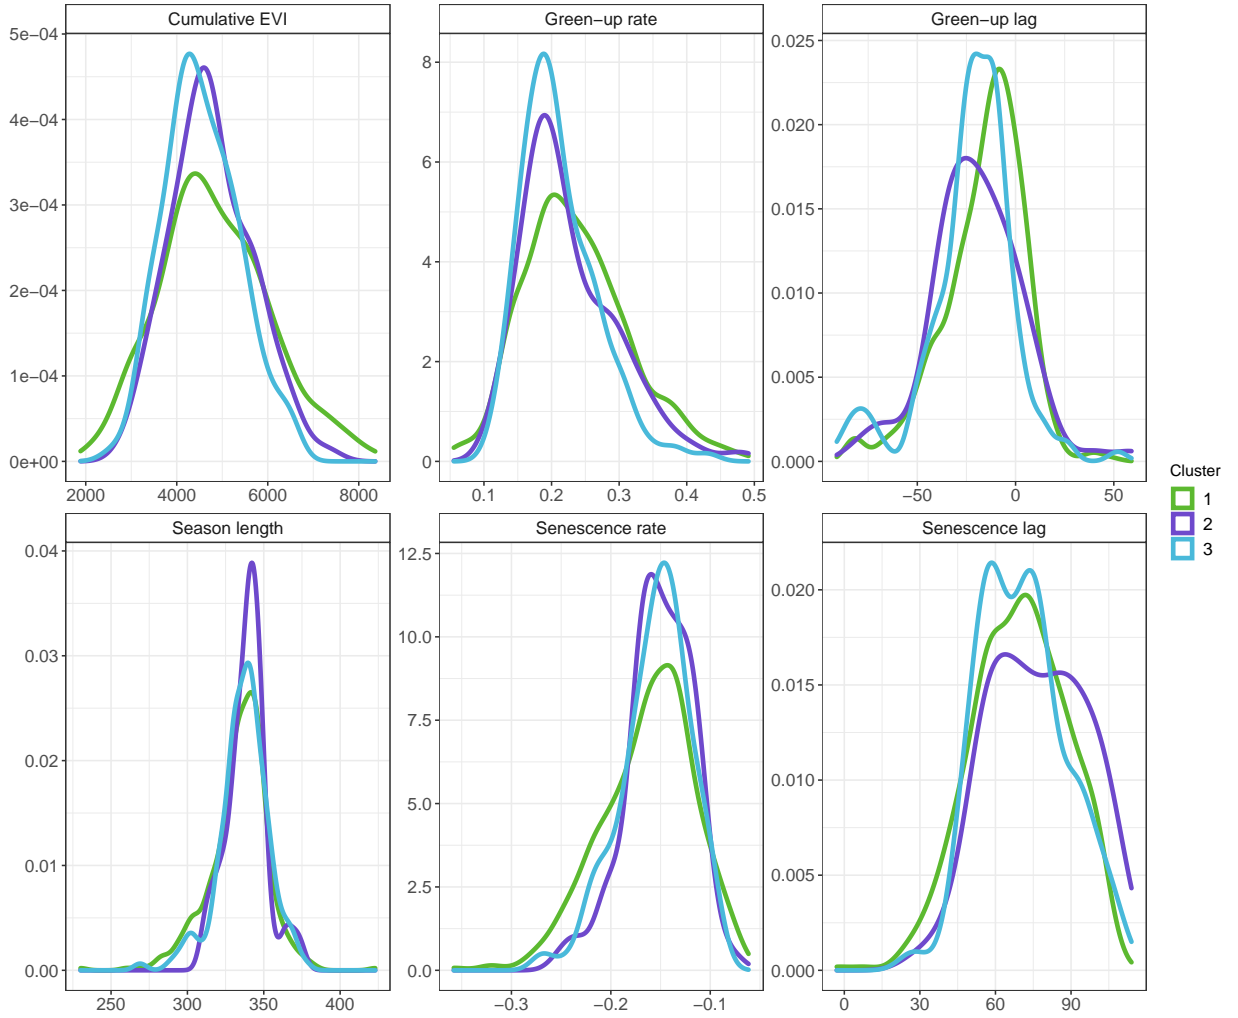 Cumulative EVI
Green−up rate
Green−up lag
5e−04
4e−04
3e−04
2e−04
1e−04
0e+00
2000 4000 6000 8000
8
6
4
2
0
0.1 0.2 0.3 0.4 0.5
0.025
0.020
0.015
0.010
0.005
0.000
−50 0 50
Season length
Senescence rate
Senescence lag
0.04
0.03
0.02
0.01
0.00
250 300 350 400
12.5
10.0
7.5
5.0
2.5
0.0
−0.3 −0.2 −0.1
0.020
0.015
0.010
0.005
0.000
0 30 60 90
Cluster
1
2
3